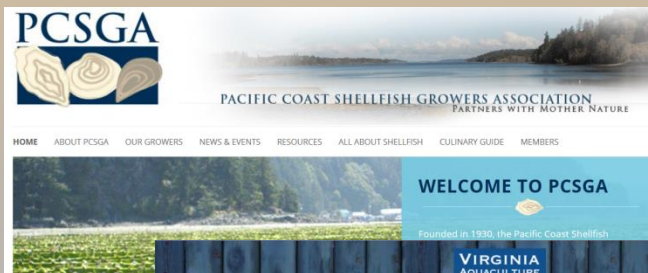 PCSGA
PACIFIC COAST SHELLFISH GROWERS ASSOCIATION
PARTNERS WITH MOTHER NATURE
HOME ABOUT PCSGA OUR GROWERS NEWS & EVENTS RESOURCES ALL ABOUT SHELLFISH CULINARY GUIDE MEMBERS
WELCOME TO PCSGA
Founded in 1930, the Pacific Coast Shellfish
VIRGINIA
AQUACULTURE